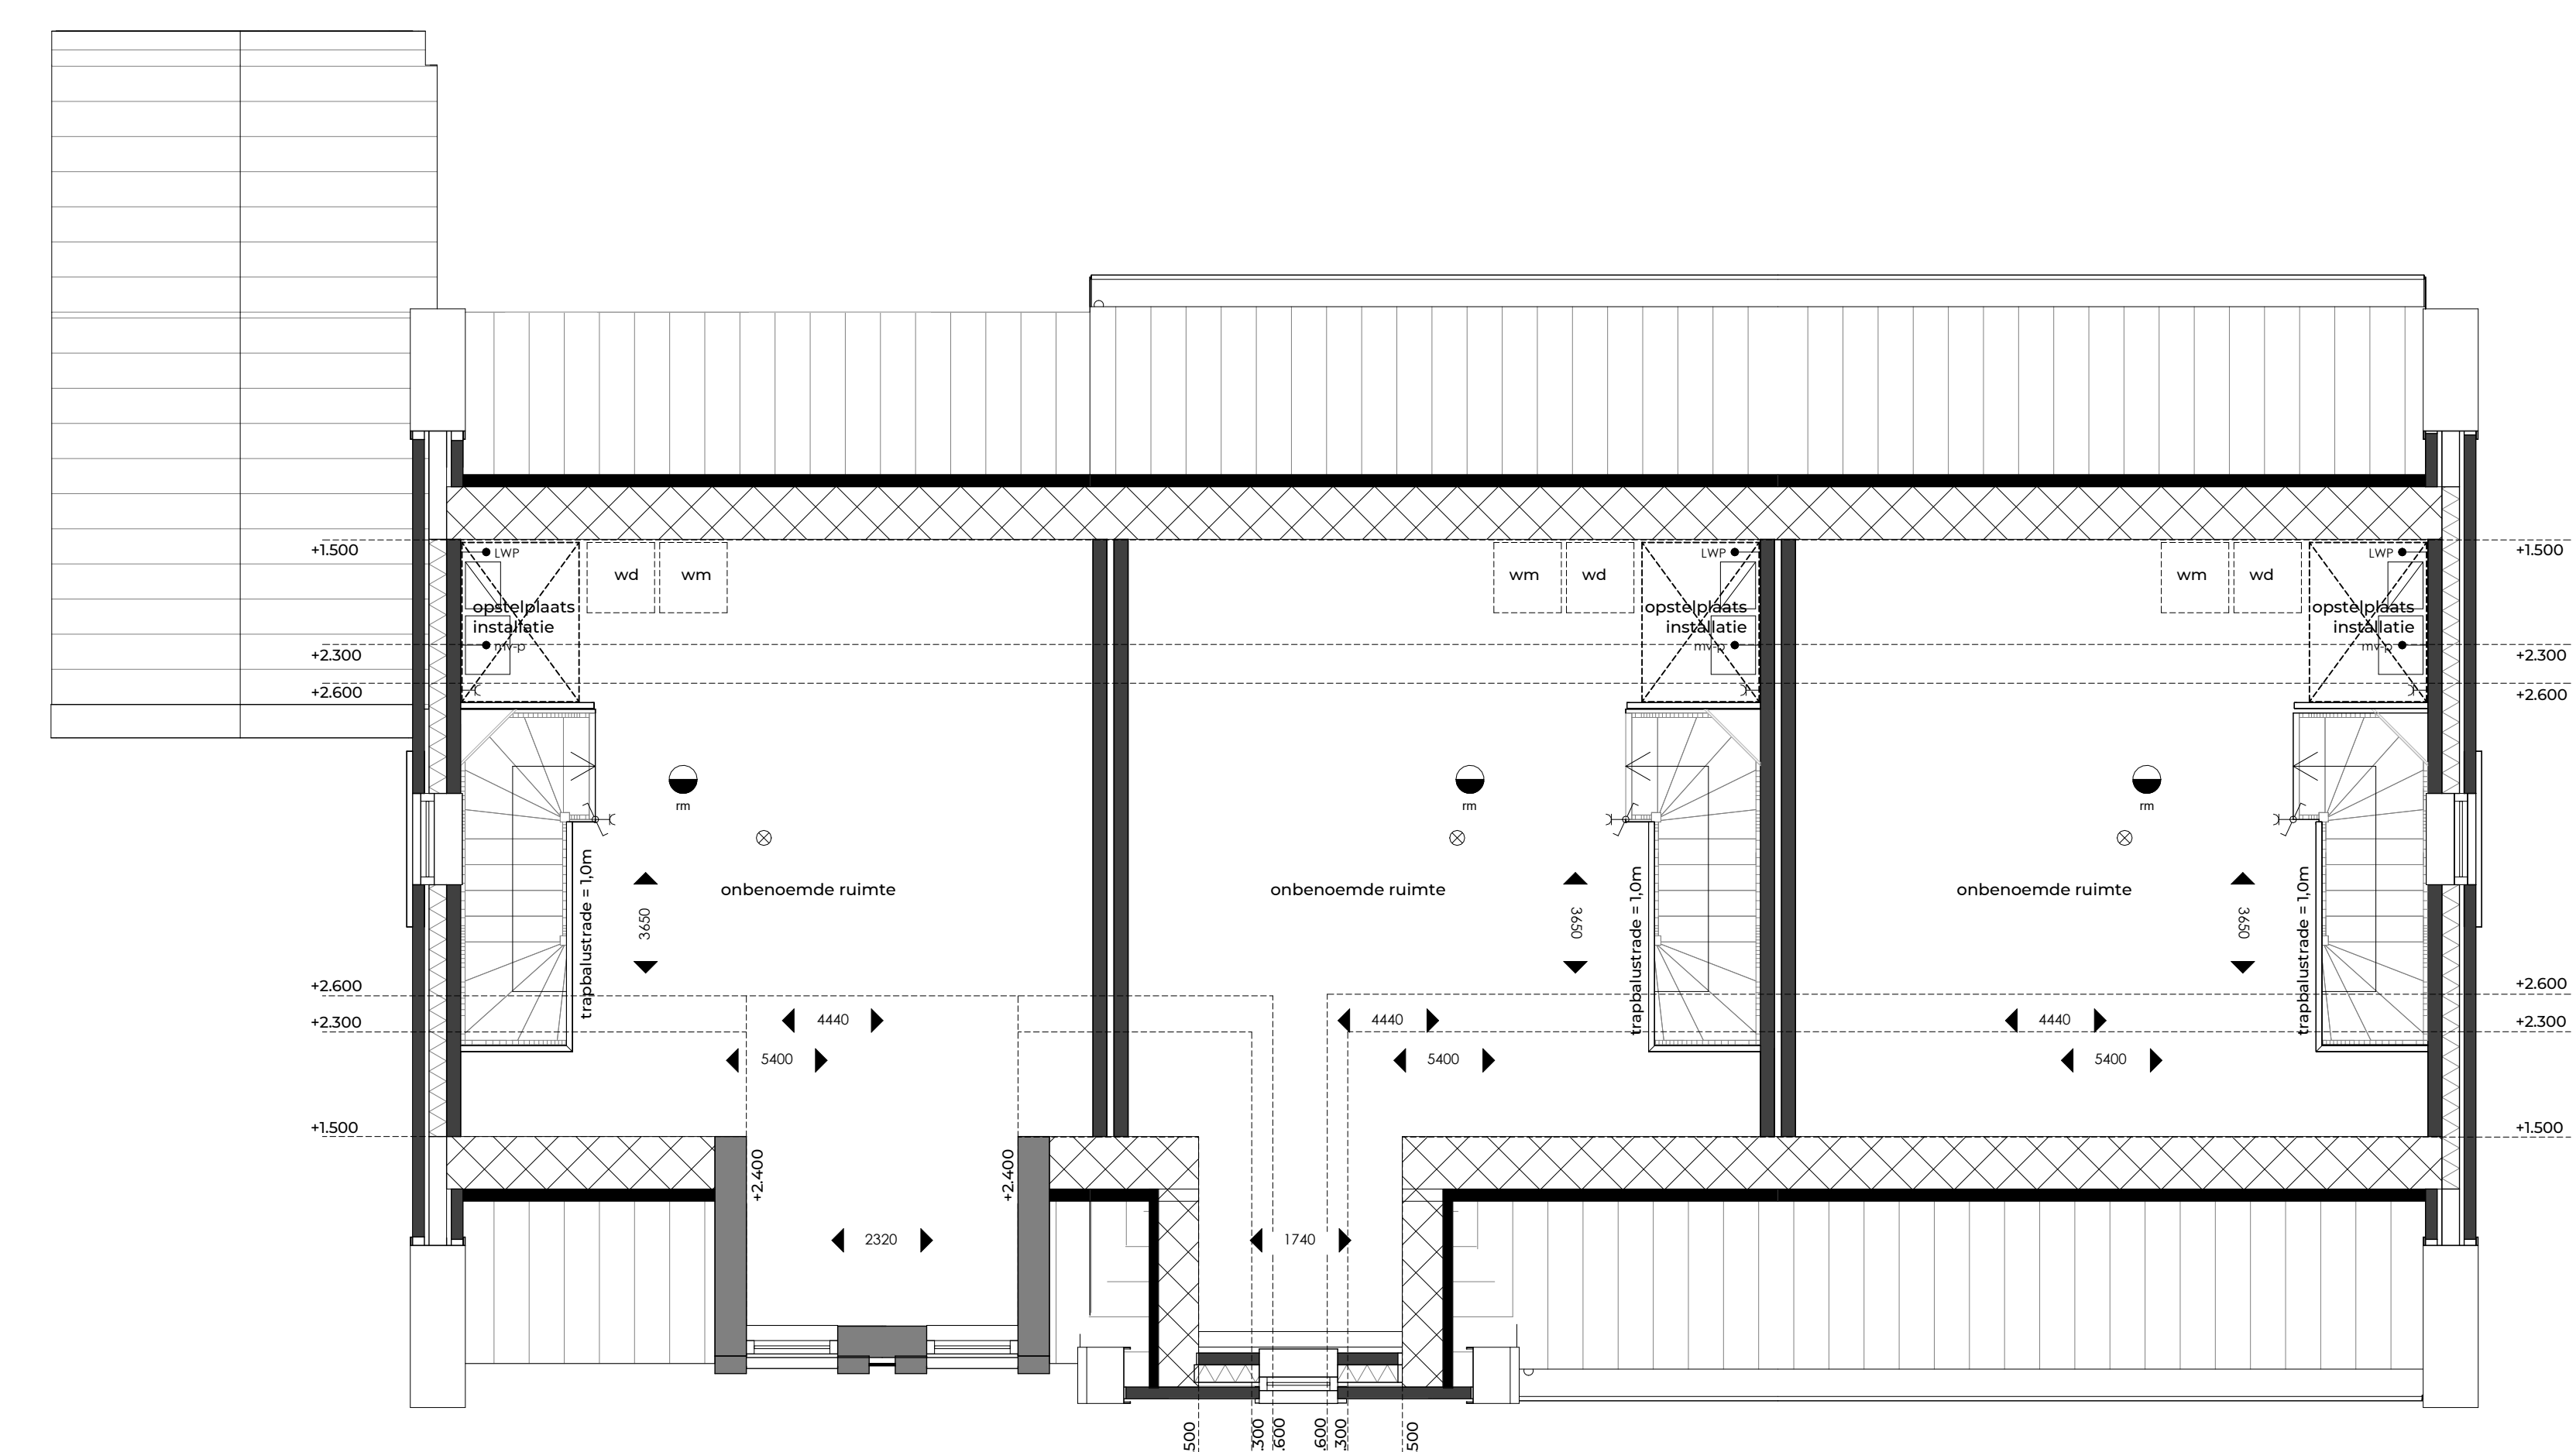 +1.500
LWP
wd
wm
wm
wd
LWP
wm
wd
LWP
+1.500
opstelplaats
installatie
opstelplaats
installatie
opstelplaats
installatie
mv-p
mv-p
mv-p
+2.300
+2.300
+2.600
+2.600
rm
rm
rm
trapbalustrade = 1,0m
onbenoemde ruimte
onbenoemde ruimte
trapbalustrade = 1,0m
onbenoemde ruimte
trapbalustrade = 1,0m
3650
3650
3650
+2.600
+2.600
+2.300
4440
4440
4440
+2.300
5400
5400
5400
+1.500
+1.500
+2.400
+2.400
2320
1740
500
.300
.600
.600
.300
500